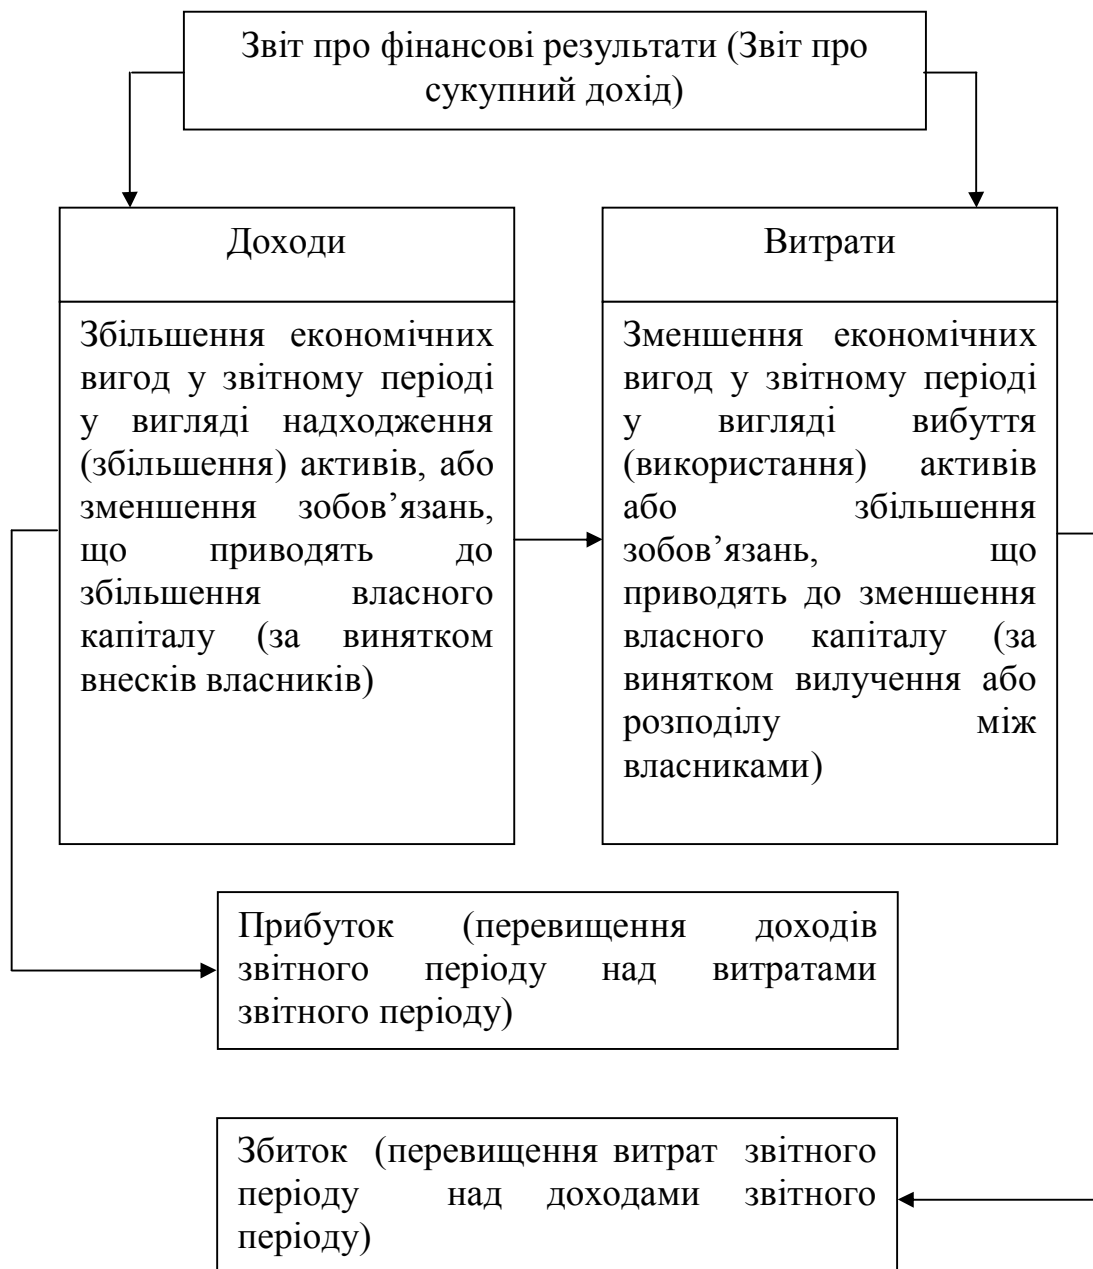 Звіт про фінансові результати (Звіт про
сукупний дохід)
Доходи
Збільшення економічних
вигод у звітному періоді
у вигляді надходження
(збільшення) активів, або
зменшення зобов’язань,
що приводять до
збільшення власного
капіталу (за винятком
внесків власників)
Витрати
Зменшення економічних
вигод у звітному періоді
у вигляді вибуття
(використання) активів
або збільшення
зобов’язань, що
приводять до зменшення
власного капіталу (за
винятком вилучення або
розподілу між
власниками)
Прибуток (перевищення доходів
звітного періоду над витратами
звітного періоду)
Збиток (перевищення витрат звітного
періоду над доходами звітного
періоду)